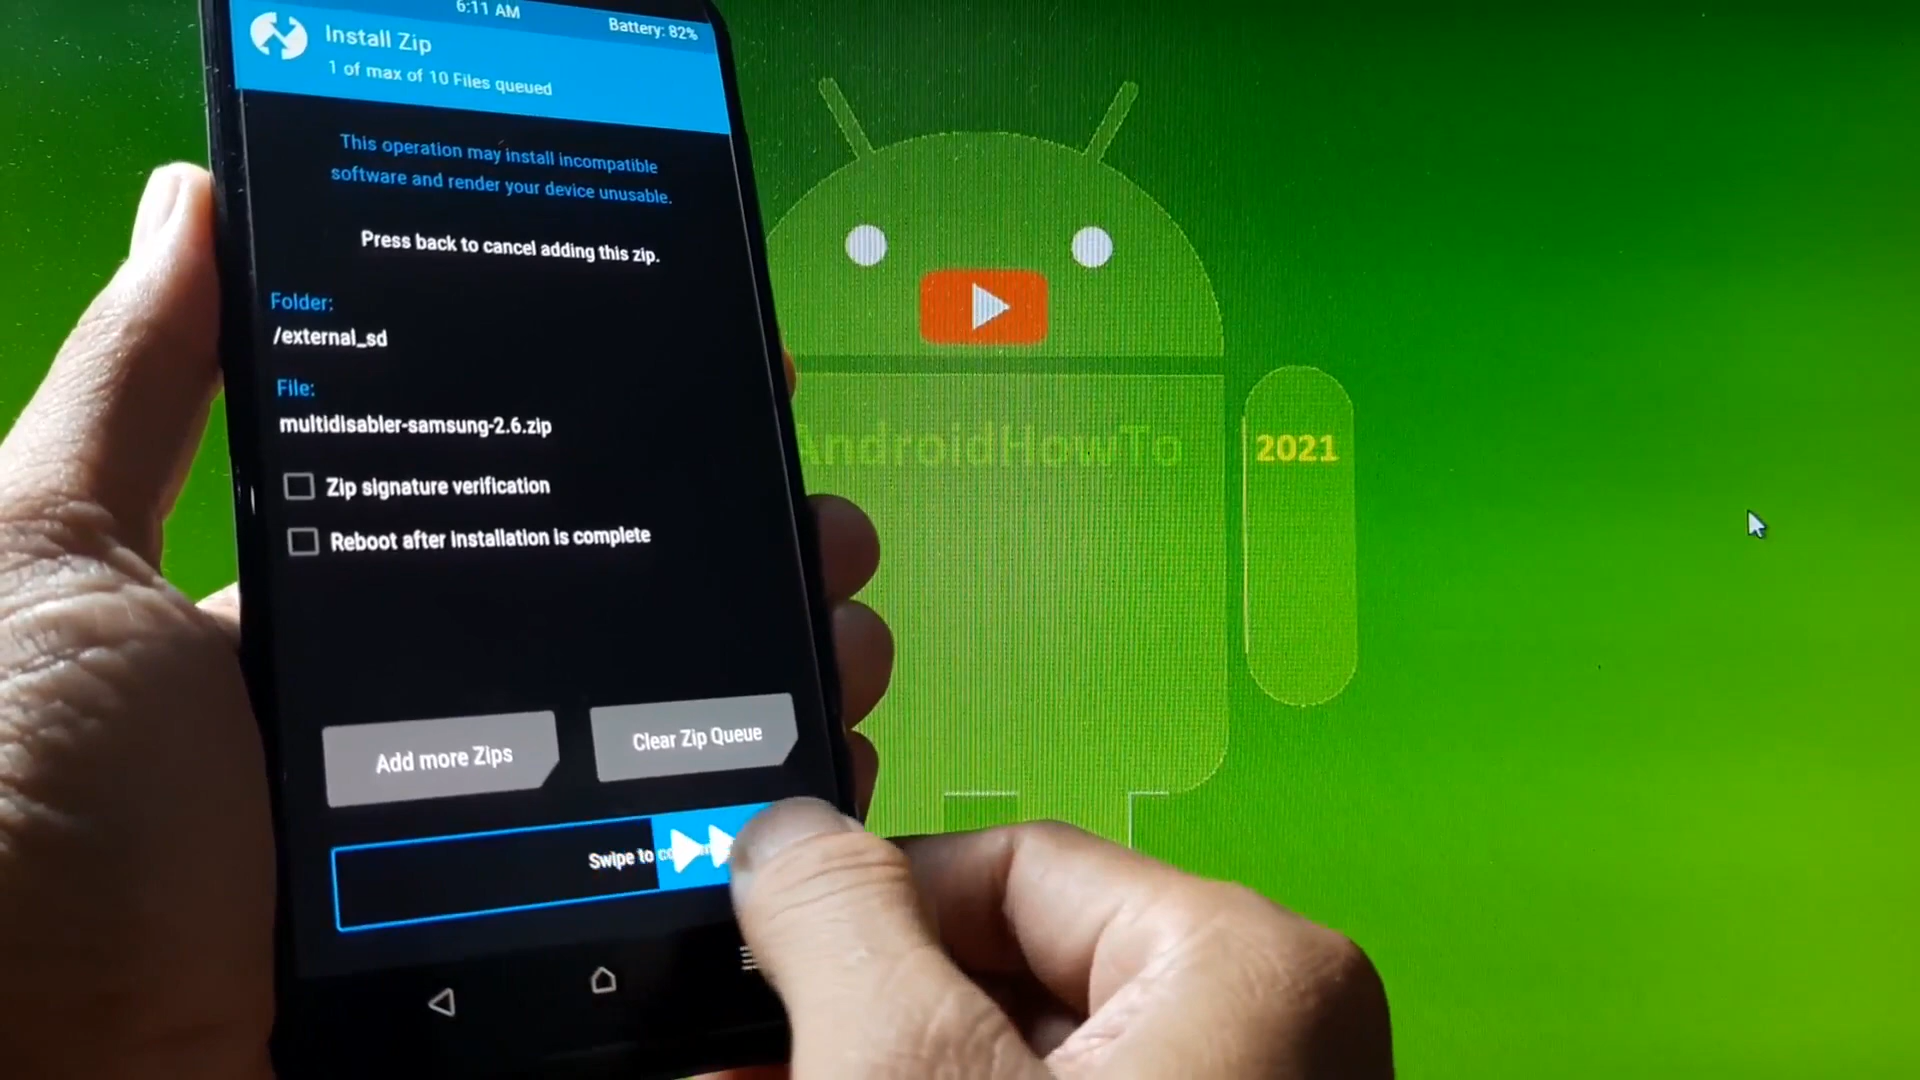 6:11 AM
Battery: 82%
Install Zip
1 of max of 10 Files queued
This operation may install incompatible
software and render your device unusable.
Press back to cancel adding this zip.
Folder:
/external_sd
File:
multidisabler-samsung-2.6.zip
Zip signature verification
Reboot after installation is complete
Add more Zips
Clear Zip Queue
Swipe to
AndroidHowTo
2021